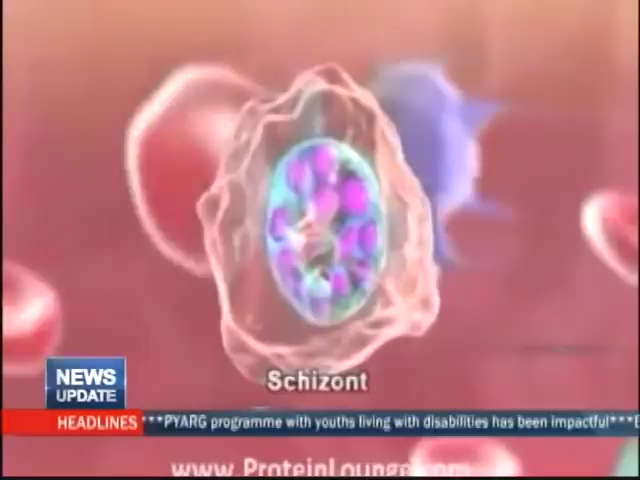 Schizont
NEWS
UPDATE
HEADLINES ***PYARG programme with youths living with disabilities has been impactful***
www.ProteinLounge.com